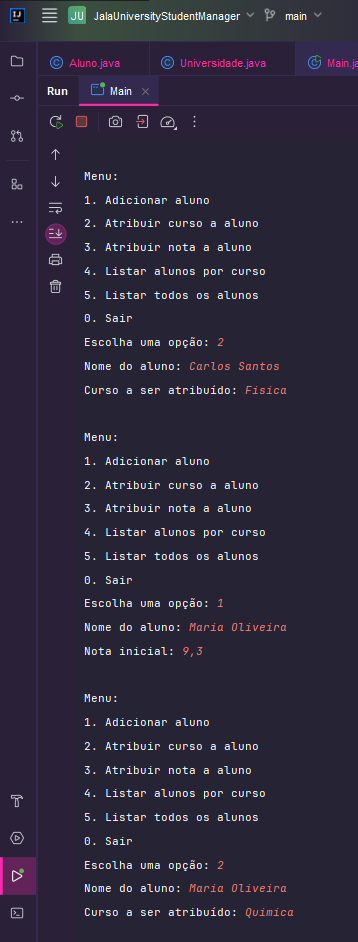 IJ
JU JalaUniversityStudentManager main
Aluno.java Universidade.java Main.ja
Run Main
Menu:
1. Adicionar aluno
2. Atribuir curso a aluno
3. Atribuir nota a aluno
4. Listar alunos por curso
5. Listar todos os alunos
0. Sair
Escolha uma opção: 2
Nome do aluno: Carlos Santos
Curso a ser atribuído: Física
Menu:
1. Adicionar aluno
2. Atribuir curso a aluno
3. Atribuir nota a aluno
4. Listar alunos por curso
5. Listar todos os alunos
0. Sair
Escolha uma opção: 1
Nome do aluno: Maria Oliveira
Nota inicial: 9,3
Menu:
1. Adicionar aluno
2. Atribuir curso a aluno
3. Atribuir nota a aluno
4. Listar alunos por curso
5. Listar todos os alunos
0. Sair
Escolha uma opção: 2
Nome do aluno: Maria Oliveira
Curso a ser atribuído: Química